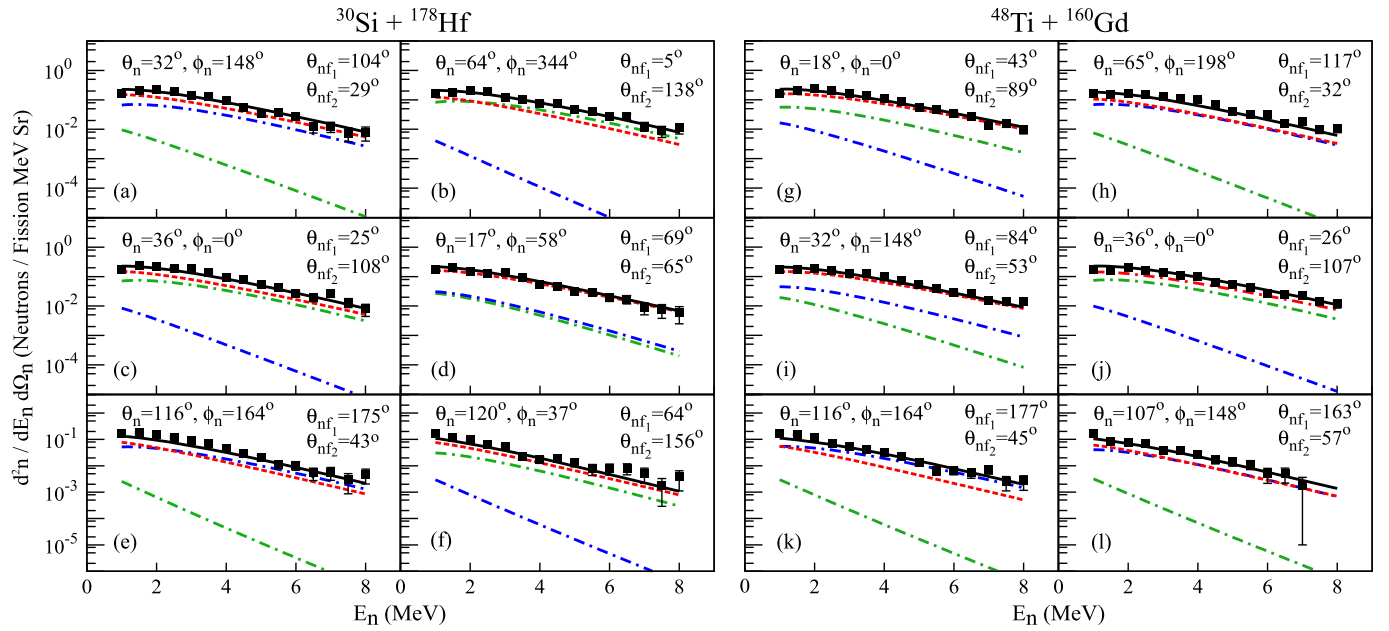 ³⁰Si + ¹⁷⁸Hf
⁴⁸Ti + ¹⁶⁰Gd
d²n / dEₙ dΩₙ (Neutrons / Fission MeV Sr)
10⁰
10⁻²
10⁻⁴
θₙ=32°, ϕₙ=148°
θnf₁=104°
θnf₂=29°
(a)
θₙ=64°, ϕₙ=344°
θnf₁=5°
θnf₂=138°
(b)
θₙ=18°, ϕₙ=0°
θnf₁=43°
θnf₂=89°
(g)
θₙ=65°, ϕₙ=198°
θnf₁=117°
θnf₂=32°
(h)
10⁰
10⁻²
10⁻⁴
θₙ=36°, ϕₙ=0°
θnf₁=25°
θnf₂=108°
(c)
θₙ=17°, ϕₙ=58°
θnf₁=69°
θnf₂=65°
(d)
θₙ=32°, ϕₙ=148°
θnf₁=84°
θnf₂=53°
(i)
θₙ=36°, ϕₙ=0°
θnf₁=26°
θnf₂=107°
(j)
10⁻¹
10⁻³
10⁻⁵
θₙ=116°, ϕₙ=164°
θnf₁=175°
θnf₂=43°
(e)
θₙ=120°, ϕₙ=37°
θnf₁=64°
θnf₂=156°
(f)
θₙ=116°, ϕₙ=164°
θnf₁=177°
θnf₂=45°
(k)
θₙ=107°, ϕₙ=148°
θnf₁=163°
θnf₂=57°
(l)
0 2 4 6 8 2 4 6 8
0 2 4 6 8 2 4 6 8
Eₙ (MeV)
Eₙ (MeV)